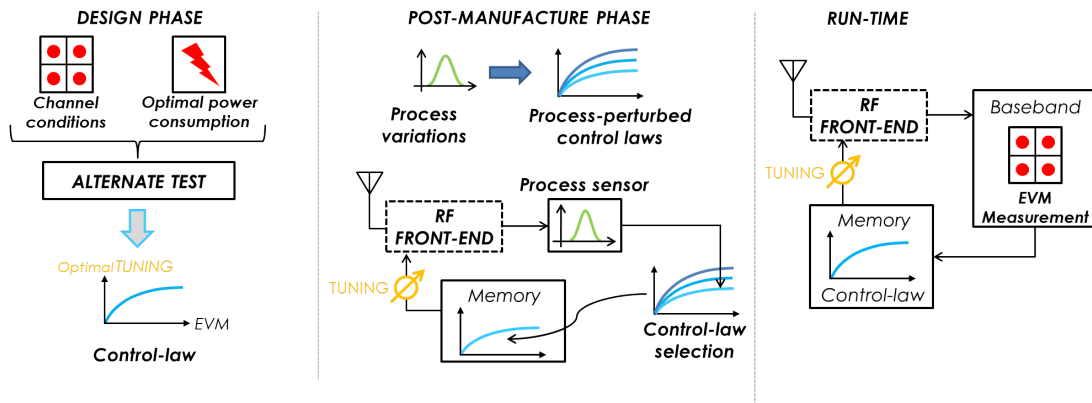 DESIGN PHASE
Channel
conditions
Optimal power
consumption
ALTERNATE TEST
Optimal TUNING
EVM
Control-law
POST-MANUFACTURE PHASE
Process
variations
Process-perturbed
control laws
Process sensor
RF
FRONT-END
TUNING
Memory
Control-law
selection
RUN-TIME
RF
FRONT-END
Baseband
EVM
Measurement
TUNING
Memory
Control-law